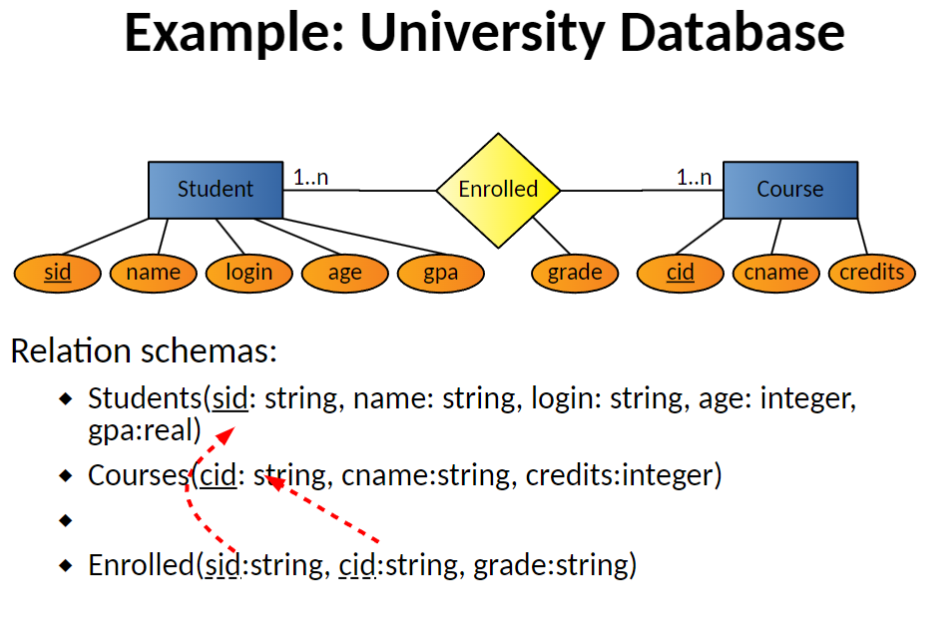 Example: University Database
Student
1..n
Enrolled
1..n
Course
sid
name
login
age
gpa
grade
cid
cname
credits
Relation schemas:
Students(sid: string, name: string, login: string, age: integer,
gpa:real)
Courses(cid: string, cname:string, credits:integer)
Enrolled(sid:string, cid:string, grade:string)